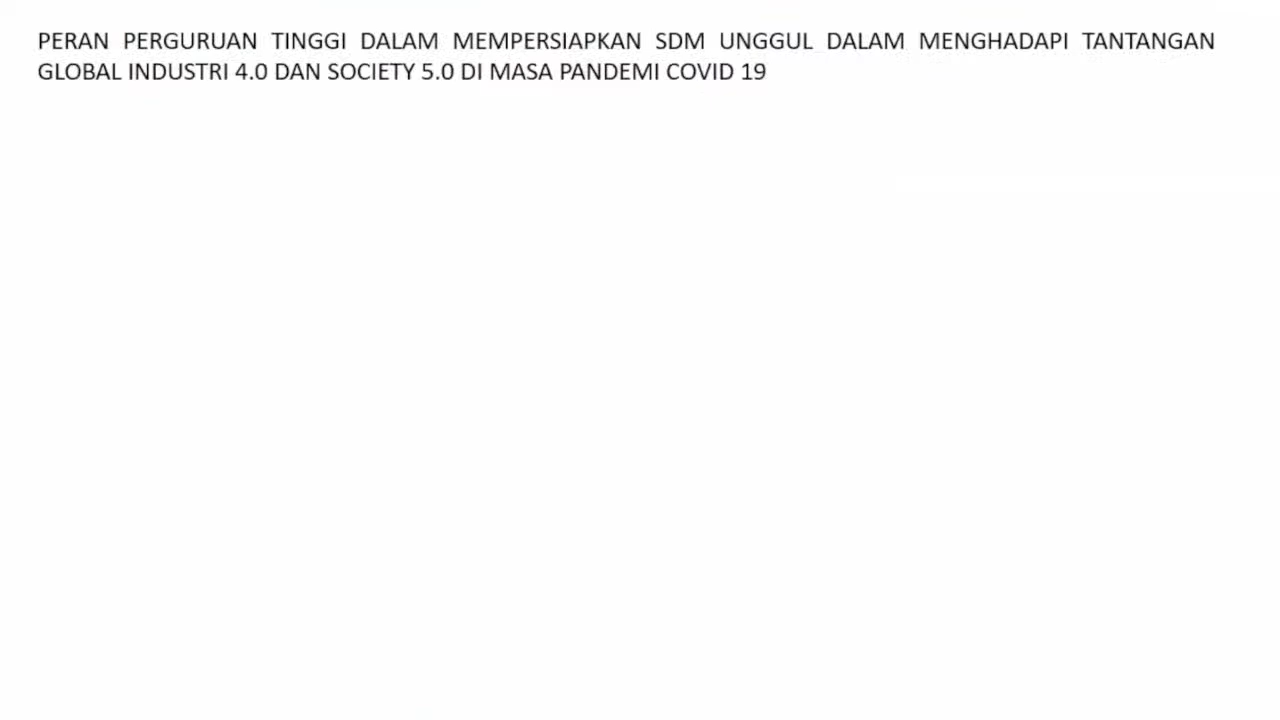 PERAN PERGURUAN TINGGI DALAM MEMPERSIAPKAN SDM UNGGUL DALAM MENGHADAPI TANTANGAN
GLOBAL INDUSTRI 4.0 DAN SOCIETY 5.0 DI MASA PANDEMI COVID 19